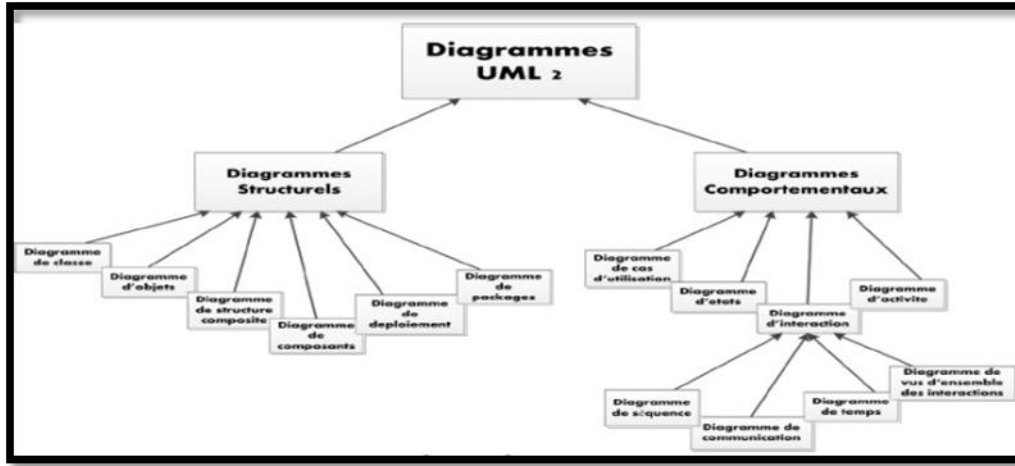 Diagrammes
UML 2
Diagrammes
Structurels
Diagrammes
Comportementaux
Diagramme
de classe
Diagramme
d'objets
Diagramme
de structure
composite
Diagramme
de
composants
Diagramme
de
deploiement
Diagramme
de
packages
Diagramme
de cas
d'utilisation
Diagramme
d'etats
Diagramme
d'interaction
Diagramme
d'activite
Diagramme
de séquence
Diagramme de
communication
Diagramme
de temps
Diagramme de
vus d'ensemble
des interactions